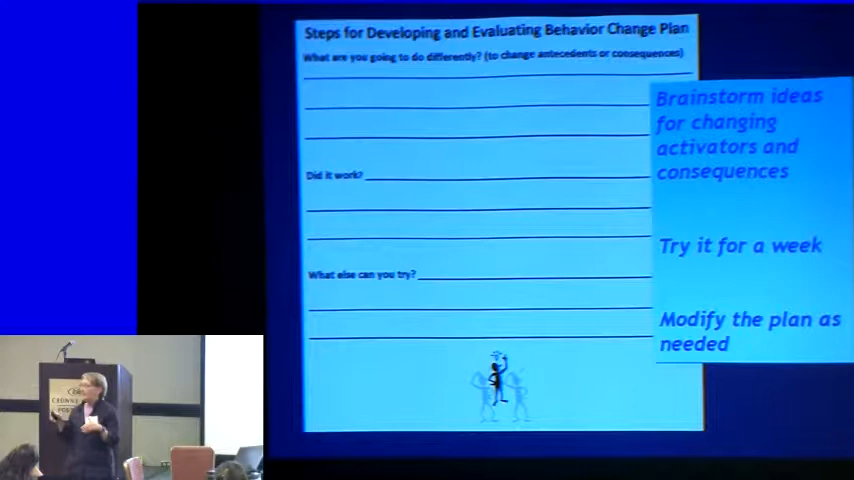 Steps for Developing and Evaluating Behavior Change Plan
What are you going to do differently? (to change antecedents or consequences)
Did it work?
What else can you try?
Brainstorm ideas
for changing
activators and
consequences
Try it for a week
Modify the plan as
needed